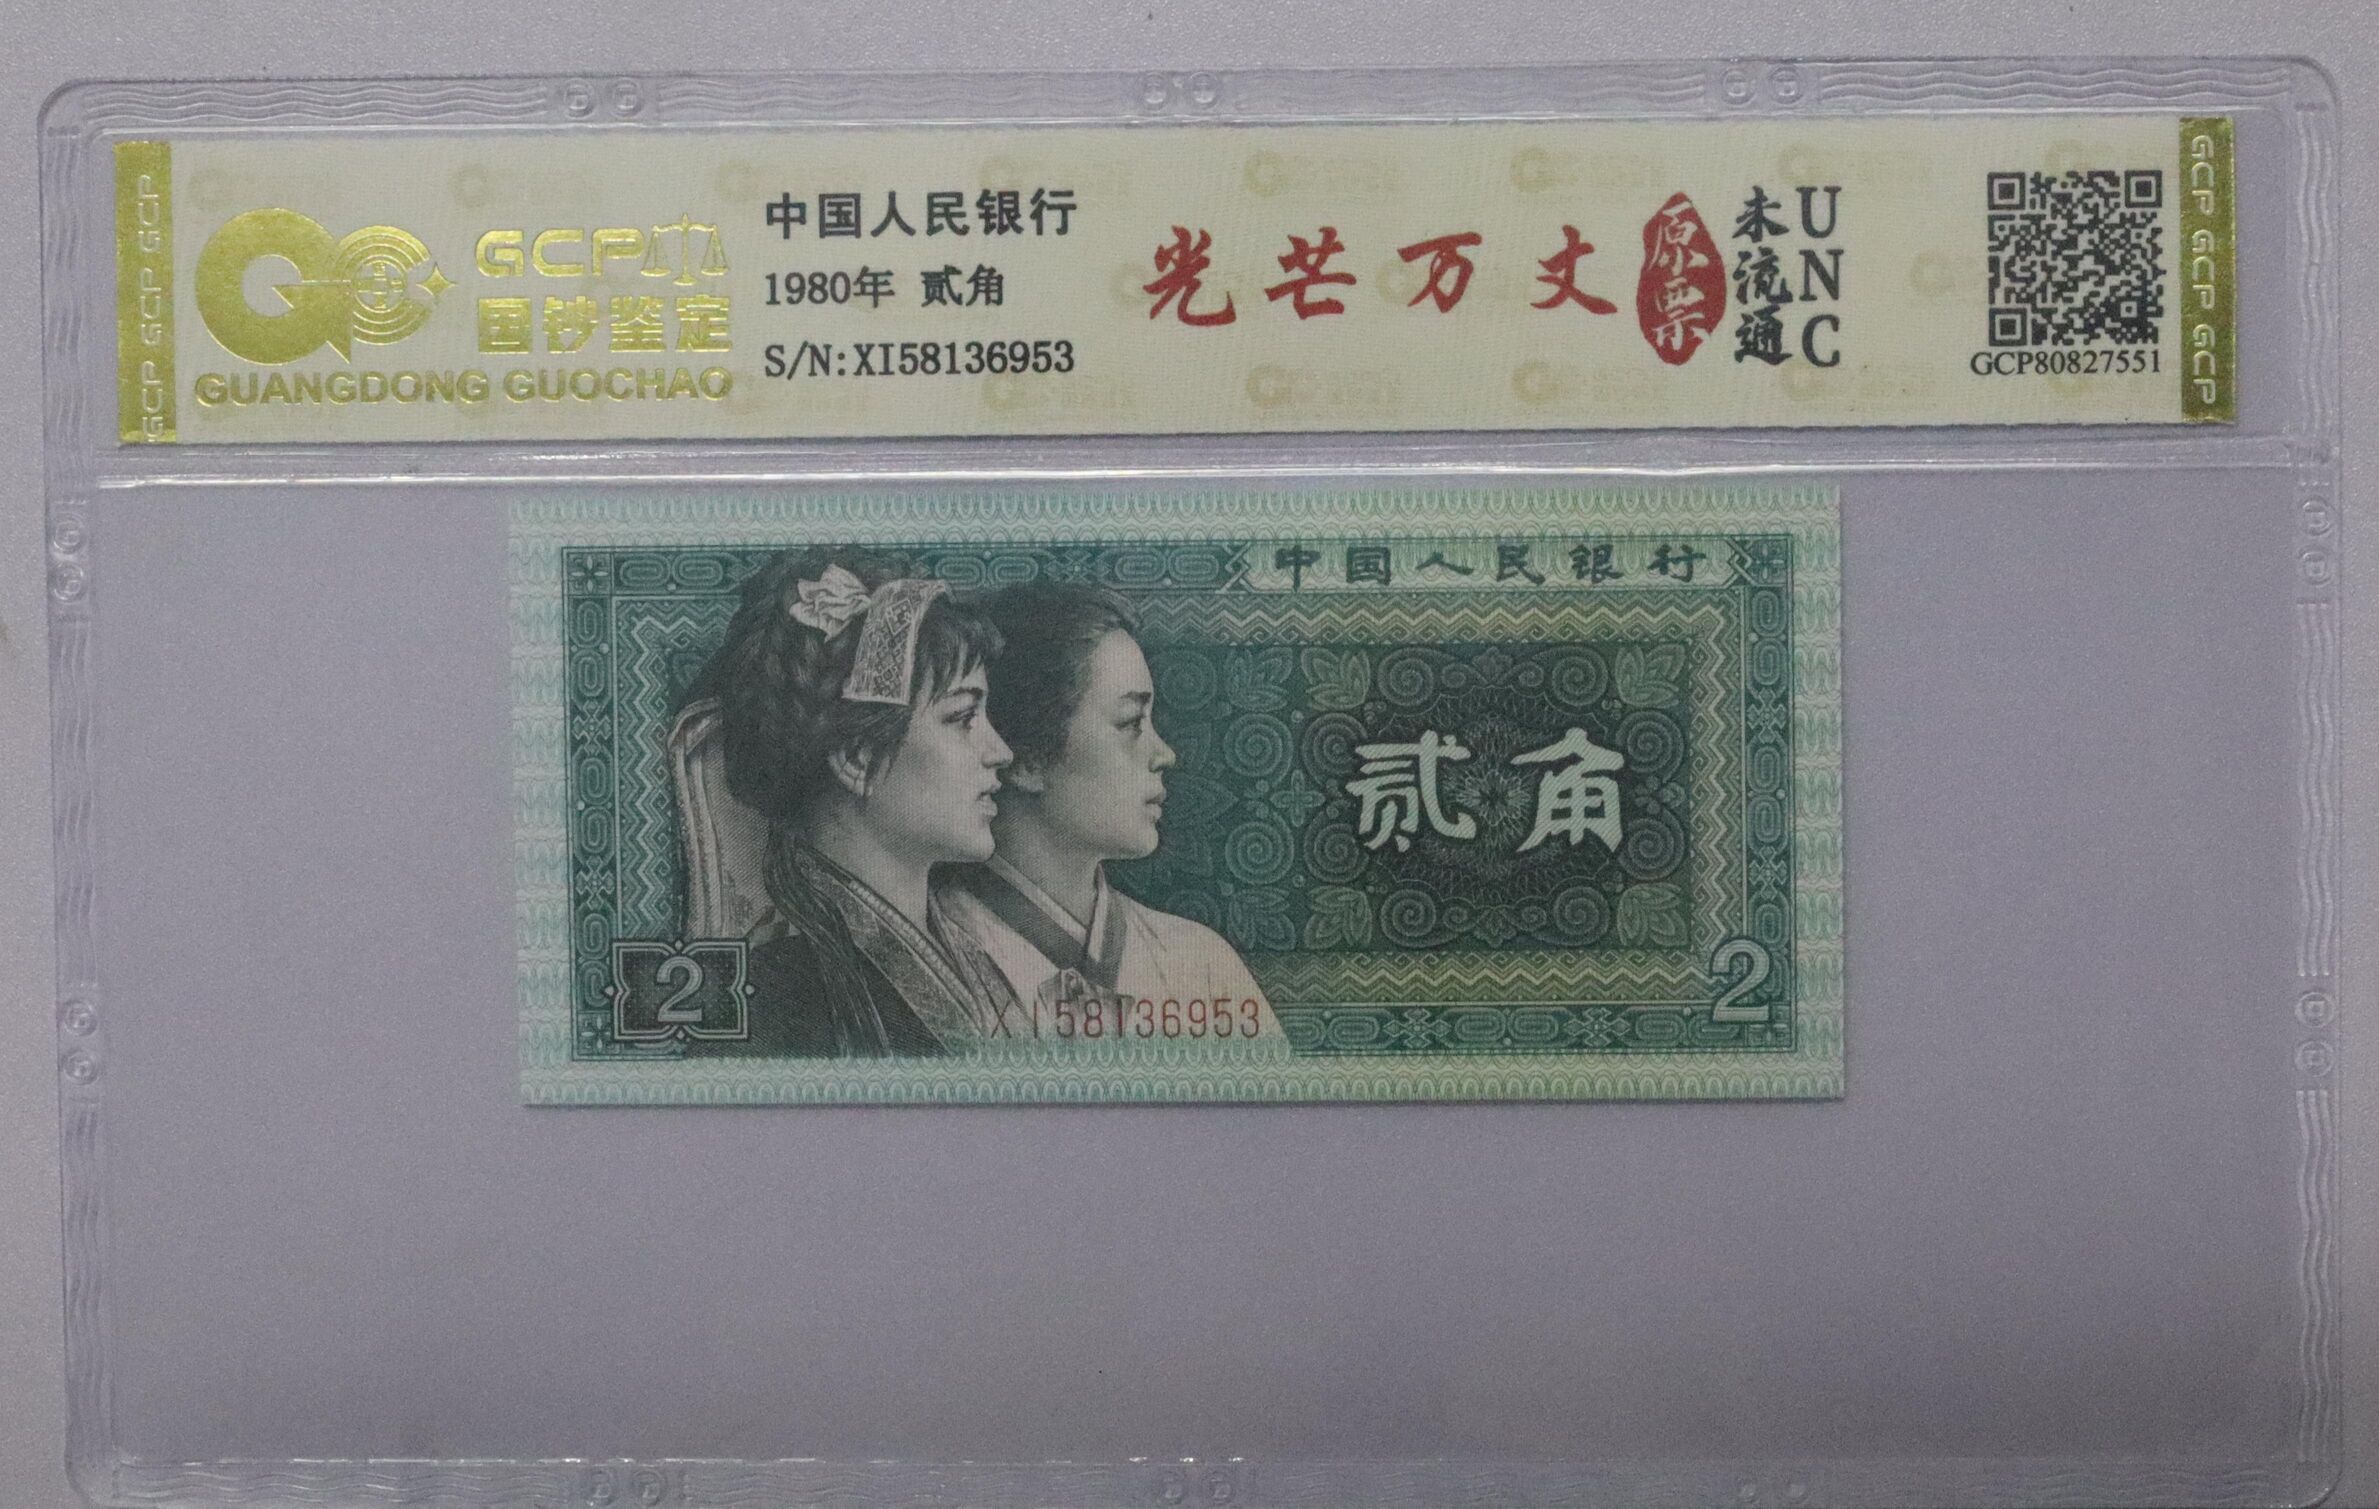 GCP GCP GCP
GCP
国钞鉴定
GUANGDONG GUOCHAO
中国人民银行
1980年 贰角
S/N:XI58136953
光芒万丈
原票
未流通
UNC
GCP80827551
GCP GCP GCP
中国人民银行
贰角
2
XI58136953
2